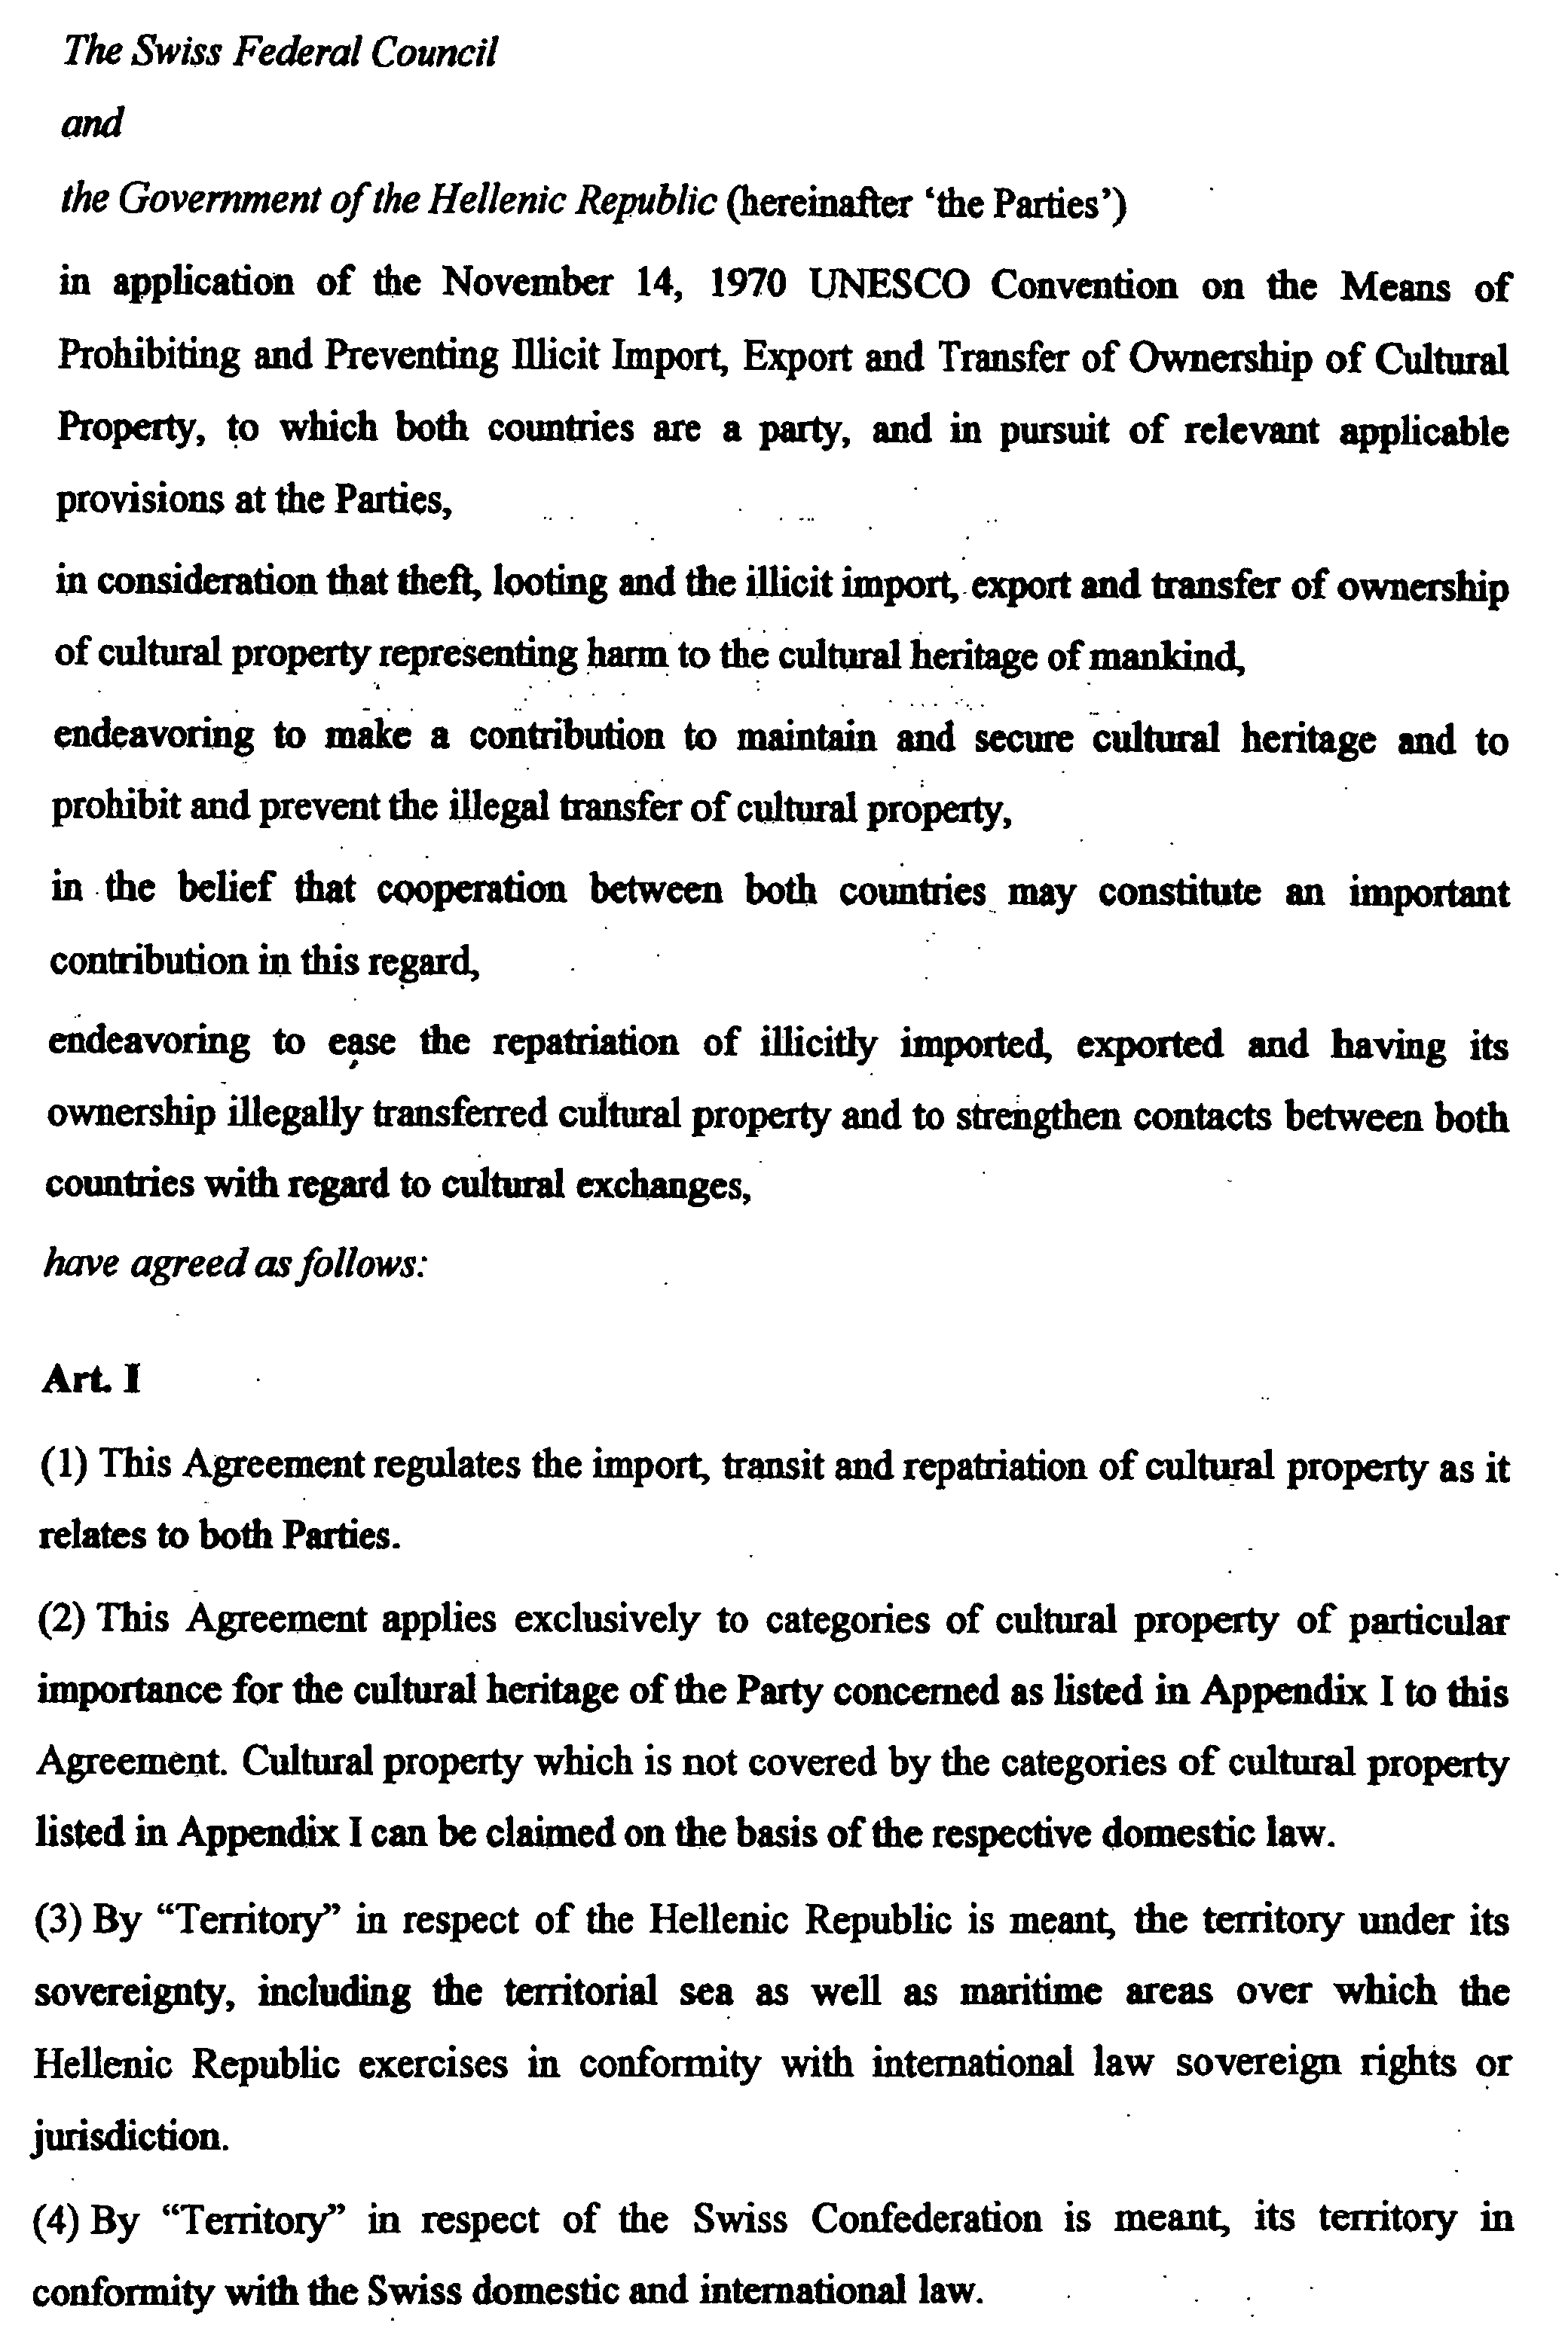 The Swiss Federal Council
and
the Government of the Hellenic Republic (hereinafter ‘the Parties’)
in application of the November 14, 1970 UNESCO Convention on the Means of
Prohibiting and Preventing Illicit Import, Export and Transfer of Ownership of Cultural
Property, to which both countries are a party, and in pursuit of relevant applicable
provisions at the Parties,
in consideration that theft, looting and the illicit import, export and transfer of ownership
of cultural property representing harm to the cultural heritage of mankind,
endeavoring to make a contribution to maintain and secure cultural heritage and to
prohibit and prevent the illegal transfer of cultural property,
in the belief that cooperation between both countries may constitute an important
contribution in this regard,
endeavoring to ease the repatriation of illicitly imported, exported and having its
ownership illegally transferred cultural property and to strengthen contacts between both
countries with regard to cultural exchanges,
have agreed as follows:
Art. I
(1) This Agreement regulates the import, transit and repatriation of cultural property as it
relates to both Parties.
(2) This Agreement applies exclusively to categories of cultural property of particular
importance for the cultural heritage of the Party concerned as listed in Appendix I to this
Agreement. Cultural property which is not covered by the categories of cultural property
listed in Appendix I can be claimed on the basis of the respective domestic law.
(3) By “Territory” in respect of the Hellenic Republic is meant, the territory under its
sovereignty, including the territorial sea as well as maritime areas over which the
Hellenic Republic exercises in conformity with international law sovereign rights or
jurisdiction.
(4) By “Territory” in respect of the Swiss Confederation is meant, its territory in
conformity with the Swiss domestic and international law.